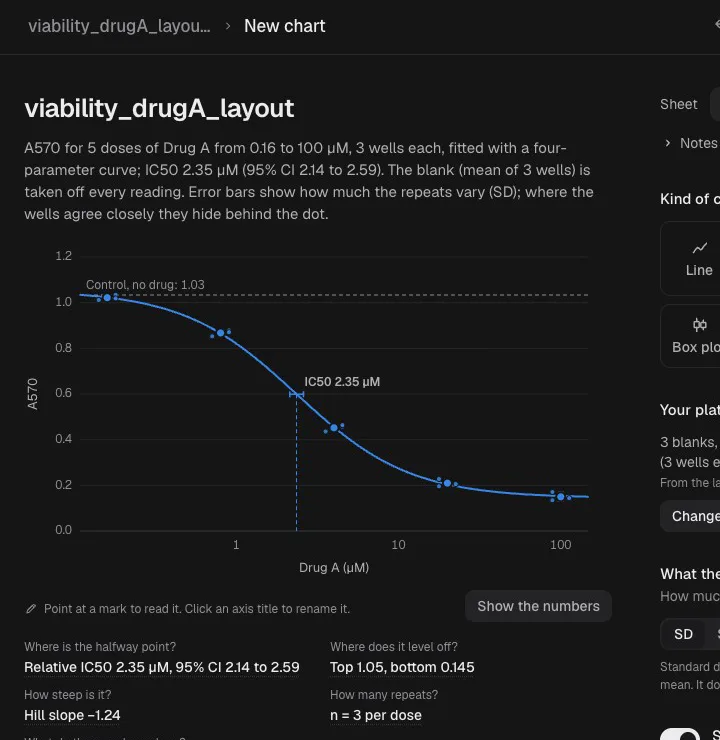 viability_drugA_layou... › New chart
viability_drugA_layout
A570 for 5 doses of Drug A from 0.16 to 100 µM, 3 wells each, fitted with a four-
parameter curve; IC50 2.35 µM (95% CI 2.14 to 2.59). The blank (mean of 3 wells) is
taken off every reading. Error bars show how much the repeats vary (SD); where the
wells agree closely they hide behind the dot.
1.2
Control, no drug: 1.03
1.0
0.8
IC50 2.35 µM
0.6
A570
0.4
0.2
0.0
1 10 100
Drug A (µM)
Point at a mark to read it. Click an axis title to rename it.
Show the numbers
Where is the halfway point?
Relative IC50 2.35 µM, 95% CI 2.14 to 2.59
Where does it level off?
Top 1.05, bottom 0.145
How steep is it?
Hill slope −1.24
How many repeats?
n = 3 per dose
Sheet
› Notes
Kind of c
Line
Box plo
Your plat
3 blanks,
(3 wells e
From the la
Change
What the
How muc
SD
Standard d
mean. It do